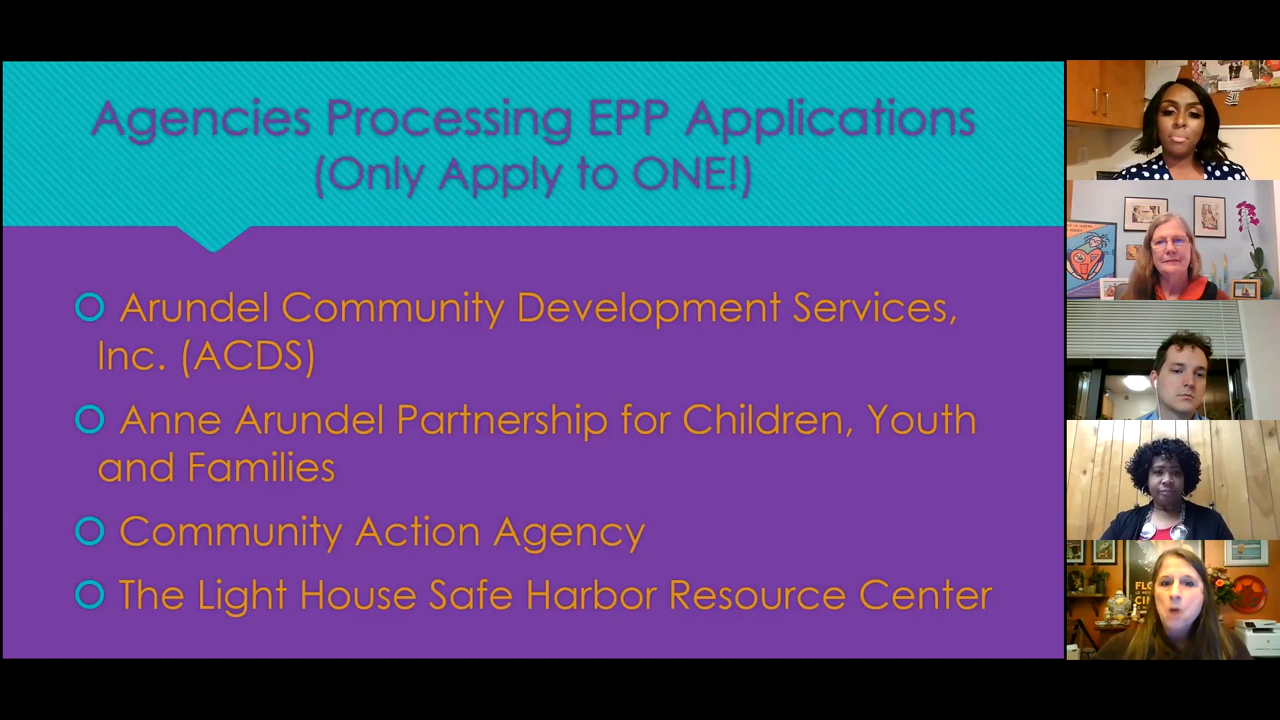 Agencies Processing EPP Applications
(Only Apply to ONE!)
Arundel Community Development Services,
Inc. (ACDS)
Anne Arundel Partnership for Children, Youth
and Families
Community Action Agency
The Light House Safe Harbor Resource Center